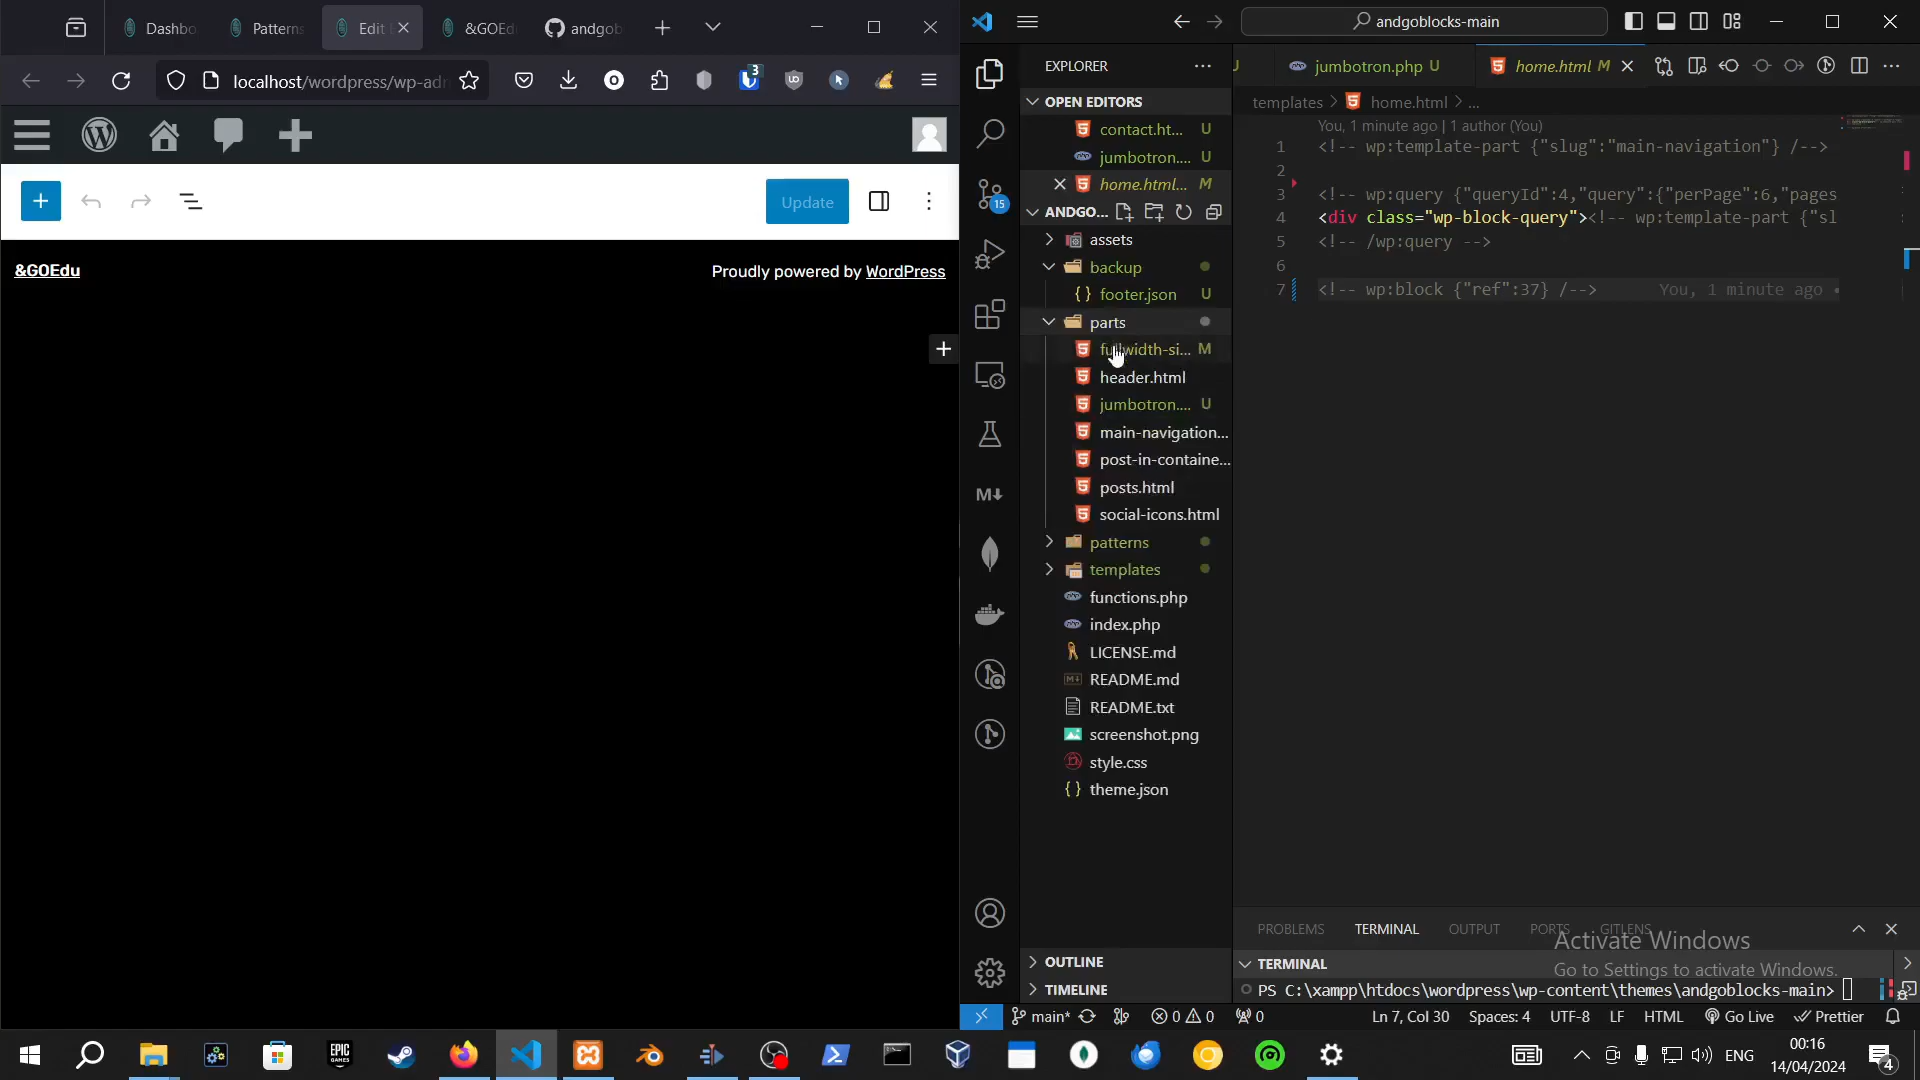 Dashbo
Patterns
Edit
&GOEd
andgob
localhost/wordpress/wp-adr
3
Update
&GOEdu
Proudly powered by WordPress
andgoblocks-main
EXPLORER
OPEN EDITORS
contact.ht... U
jumbotron.... U
home.html... M
ANDGO...
assets
backup
footer.json U
parts
fullwidth-si... M
header.html
jumbotron.... U
main-navigation...
post-in-containe...
posts.html
social-icons.html
patterns
templates
functions.php
index.php
LICENSE.md
README.md
README.txt
screenshot.png
style.css
theme.json
OUTLINE
TIMELINE
15
M
jumbotron.php U
home.html M
templates > home.html > ...
You, 1 minute ago | 1 author (You)
1 <!-- wp:template-part {"slug":"main-navigation"} /-->
2
3 <!-- wp:query {"queryId":4,"query":{"perPage":6,"pages
4 <div class="wp-block-query"><!-- wp:template-part {"sl
5 <!-- /wp:query -->
6
7 <!-- wp:block {"ref":37} /--> You, 1 minute ago •
PROBLEMS TERMINAL OUTPUT PORTS GITLENS
Activate Windows
Go to Settings to activate Windows.
TERMINAL
PS C:\xampp\htdocs\wordpress\wp-content\themes\andgoblocks-main>
main* 0 0 0 Ln 7, Col 30 Spaces: 4 UTF-8 LF HTML Go Live Prettier
EPIC GAMES
ENG
00:16
14/04/2024
4